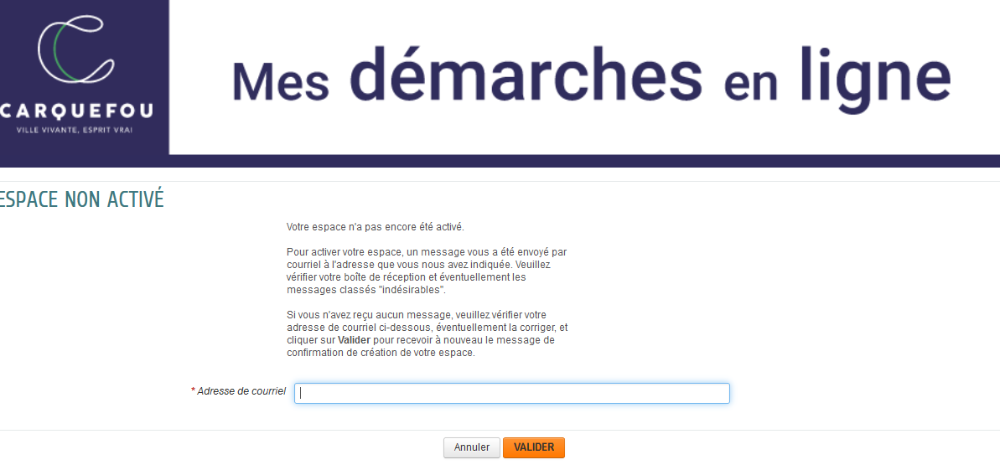 Mes démarches en ligne
CARQUEFOU
VILLE VIVANTE, ESPRIT VRAI
ESPACE NON ACTIVÉ
Votre espace n'a pas encore été activé.
Pour activer votre espace, un message vous a été envoyé par
courriel à l'adresse que vous nous avez indiquée. Veuillez
vérifier votre boîte de réception et éventuellement les
messages classés "indésirables".
Si vous n'avez reçu aucun message, veuillez vérifier votre
adresse de courriel ci-dessous, éventuellement la corriger, et
cliquer sur Valider pour recevoir à nouveau le message de
confirmation de création de votre espace.
* Adresse de courriel
Annuler
VALIDER